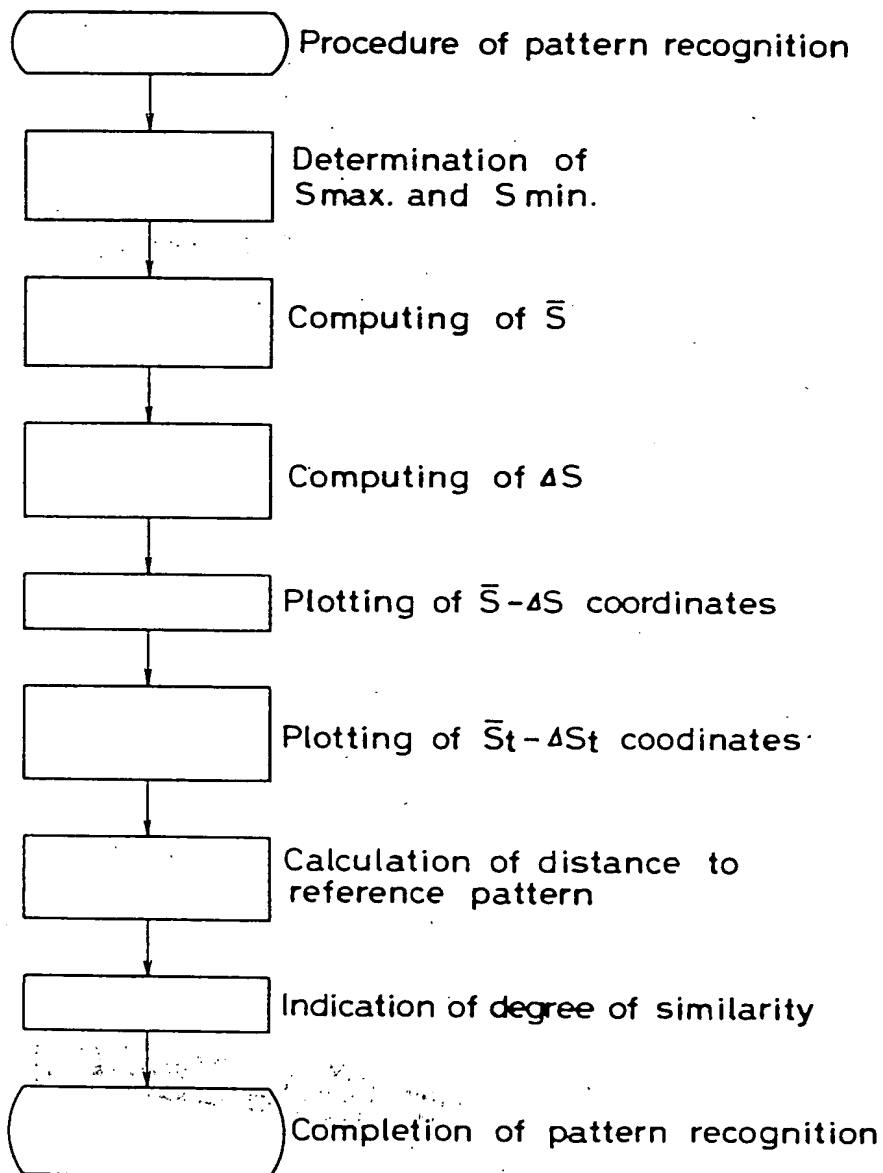 Procedure of pattern recognition
Determination of
Smax. and Smin.
Computing of S̄
Computing of ΔS
Plotting of S̄-ΔS coordinates
Plotting of S̄t-ΔSt coodinates
Calculation of distance to
reference pattern
Indication of degree of similarity
Completion of pattern recognition